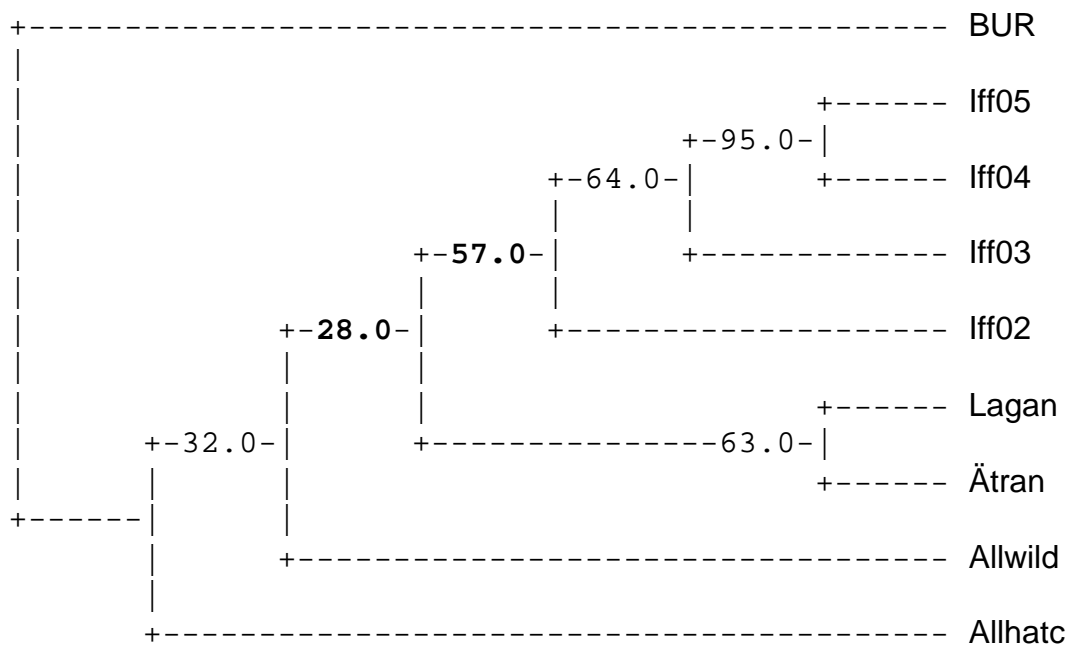 BUR
Iff05
95.0
64.0 Iff04
57.0 Iff03
28.0 Iff02
Lagan
32.0 63.0
Ätran
Allwild
Allhatc